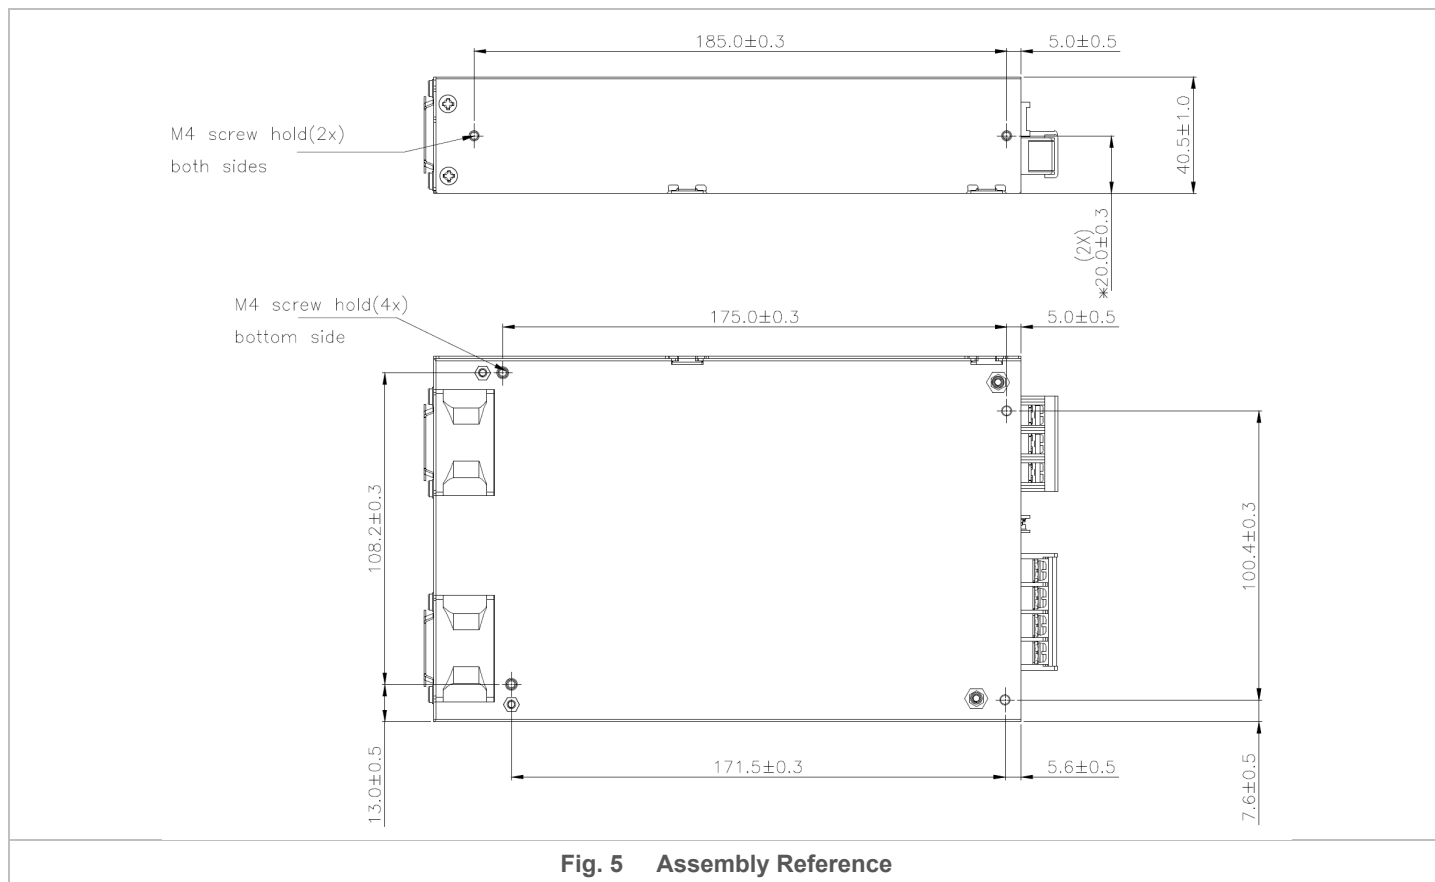 185.0±0.3
5.0±0.5
M4 screw hold(2x)
both sides
40.5±1.0
(2X)
*20.0±0.3
M4 screw hold(4x)
bottom side
175.0±0.3
5.0±0.5
108.2±0.3
100.4±0.3
13.0±0.5
171.5±0.3
5.6±0.5
7.6±0.5
Fig. 5 Assembly Reference